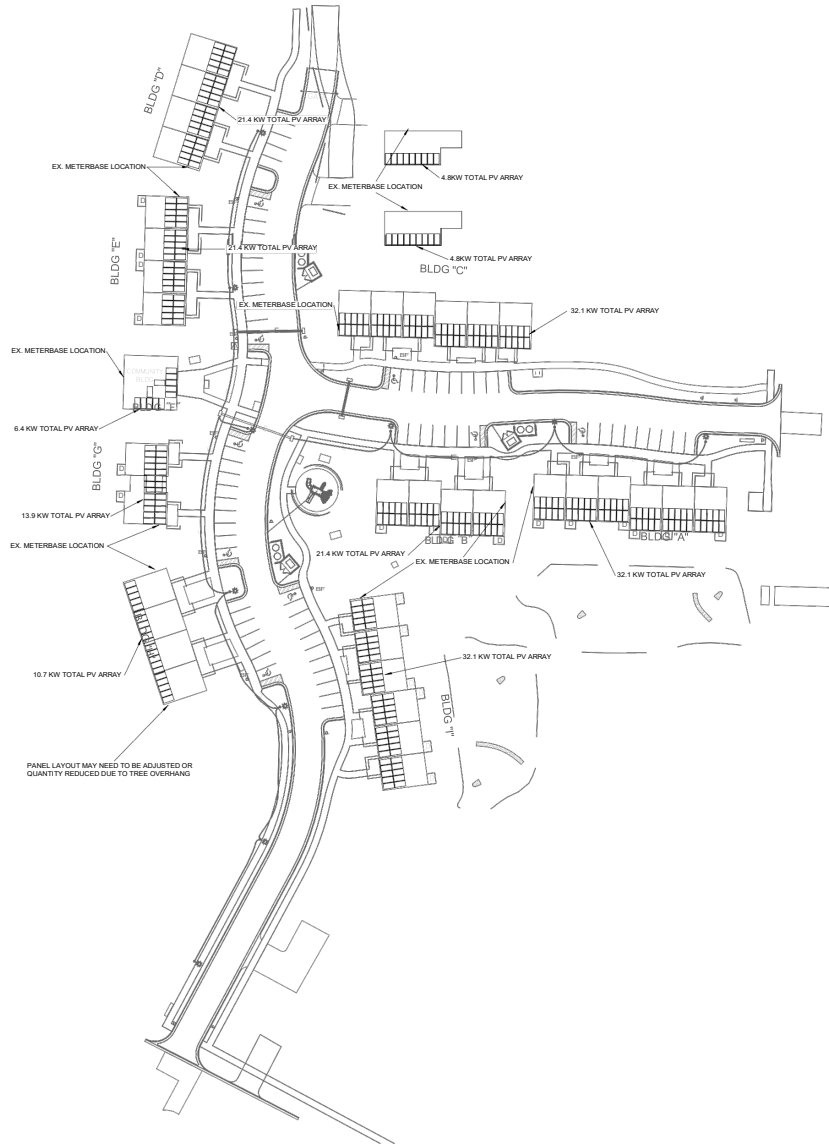 BLDG "D"
21.4 KW TOTAL PV ARRAY
EX. METERBASE LOCATION
4.8KW TOTAL PV ARRAY
EX. METERBASE LOCATION
D
BLDG "E"
D
D
D
21.4 KW TOTAL PV ARRAY
4.8KW TOTAL PV ARRAY
BLDG "C"
EX. METERBASE LOCATION
32.1 KW TOTAL PV ARRAY
EX. METERBASE LOCATION
BF
COMMUNITY
BLDG
6.4 KW TOTAL PV ARRAY
BLDG "G"
D
D
D
13.9 KW TOTAL PV ARRAY
EX. METERBASE LOCATION
BLDG "B"
21.4 KW TOTAL PV ARRAY
BLDG "A"
EX. METERBASE LOCATION
32.1 KW TOTAL PV ARRAY
BF
10.7 KW TOTAL PV ARRAY
32.1 KW TOTAL PV ARRAY
BLDG "I"
PANEL LAYOUT MAY NEED TO BE ADJUSTED OR
QUANTITY REDUCED DUE TO TREE OVERHANG